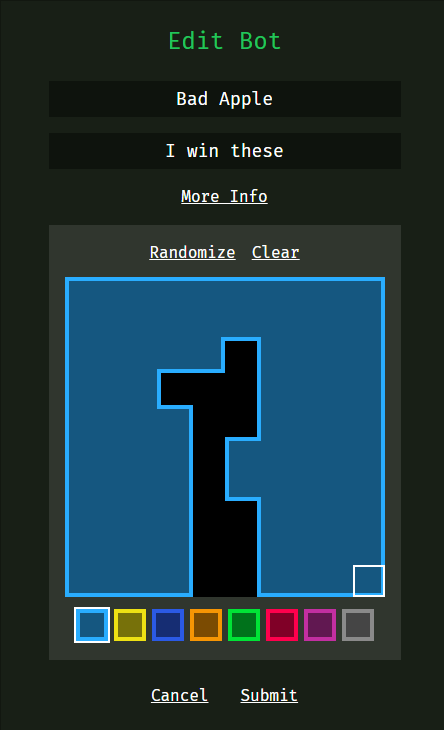 Edit Bot
Bad Apple
I win these
More Info
Randomize Clear
Cancel Submit